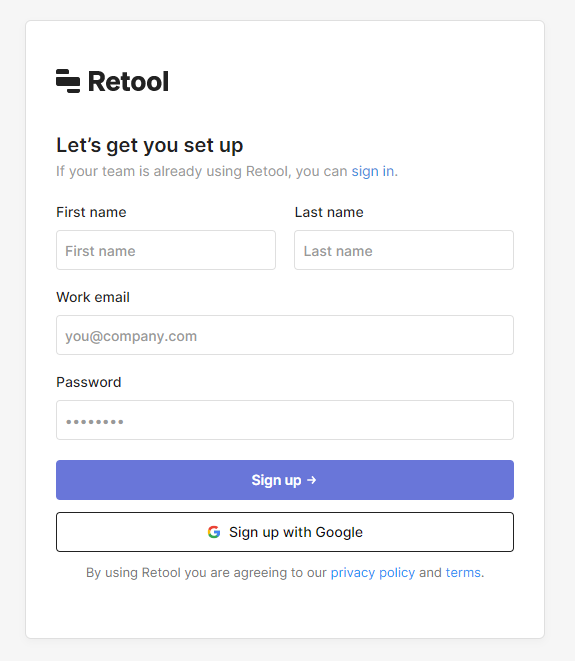 Retool
Let’s get you set up
If your team is already using Retool, you can sign in.
First name
Last name
First name
Last name
Work email
you@company.com
Password
••••••••
Sign up →
Sign up with Google
By using Retool you are agreeing to our privacy policy and terms.